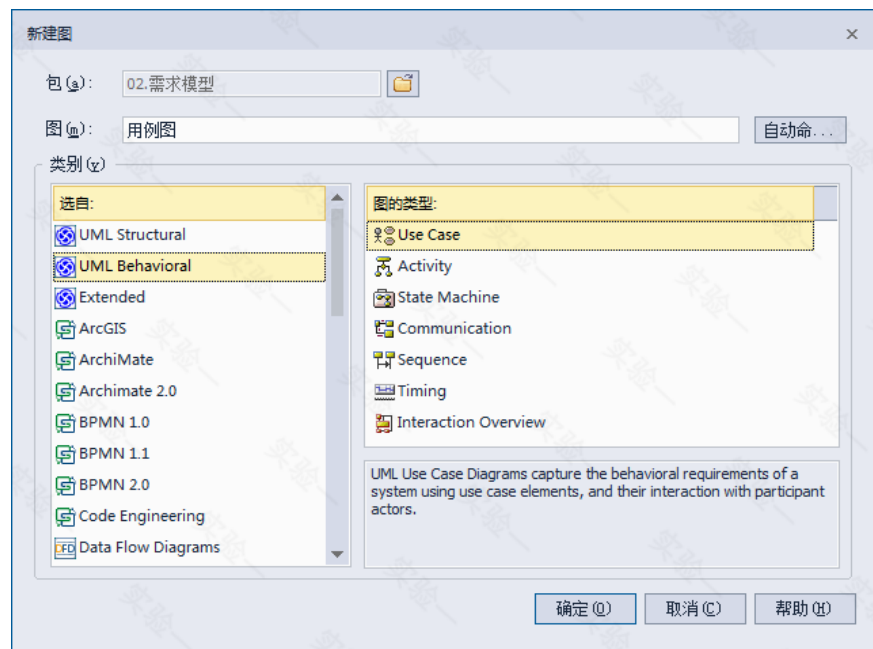 新建图
包(a): 02.需求模型
图(m): 用例图 自动命...
类别(y)
选自:
UML Structural
UML Behavioral
Extended
ArcGIS
ArchiMate
Archimate 2.0
BPMN 1.0
BPMN 1.1
BPMN 2.0
Code Engineering
DFD Data Flow Diagrams
图的类型:
Use Case
Activity
State Machine
Communication
Sequence
Timing
Interaction Overview
UML Use Case Diagrams capture the behavioral requirements of a
system using use case elements, and their interaction with participant
actors.
确定(O) 取消(C) 帮助(H)
实验一